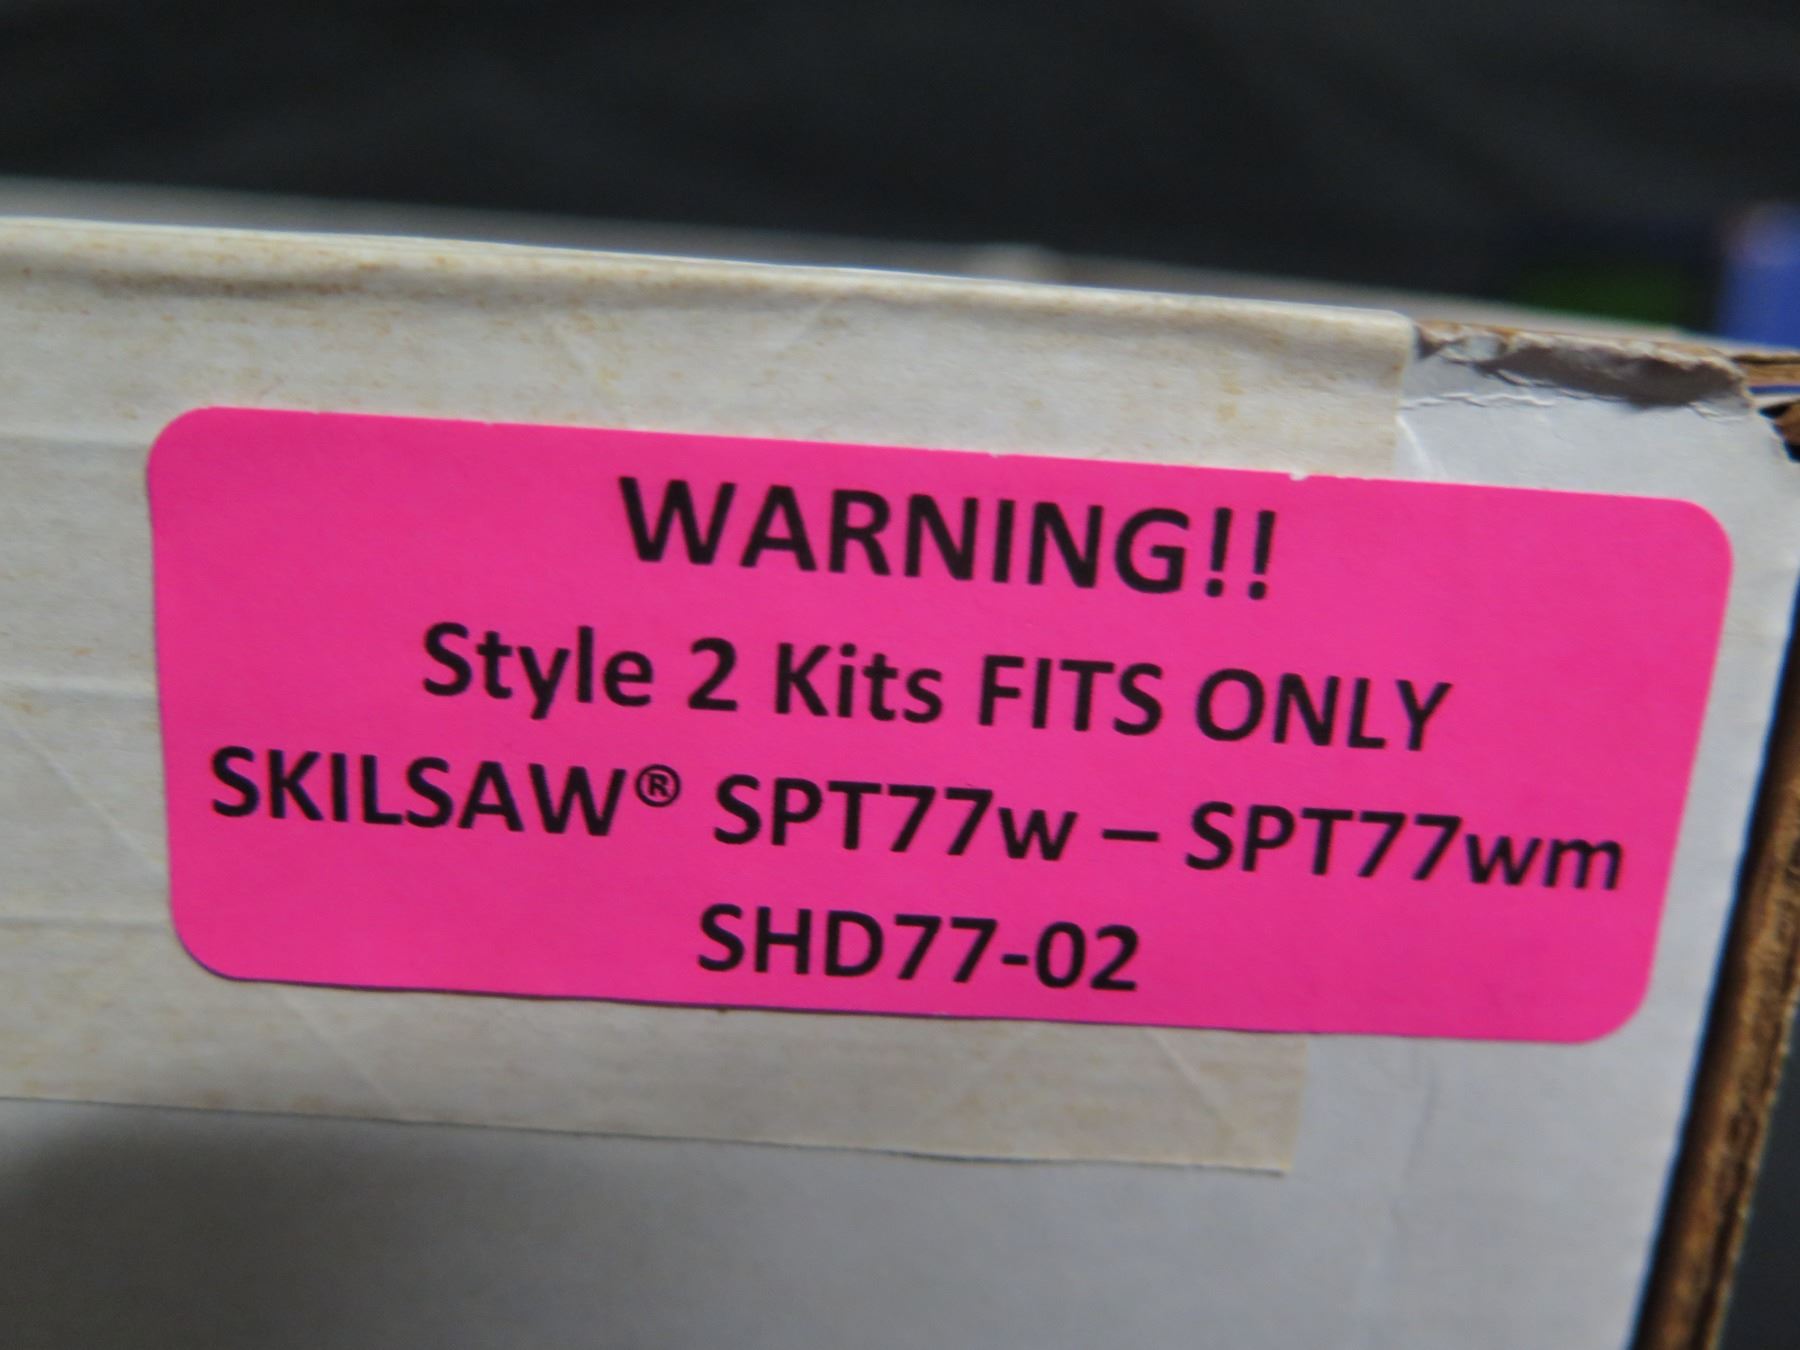 WARNING!!
Style 2 Kits FITS ONLY
SKILSAW® SPT77w – SPT77wm
SHD77-02